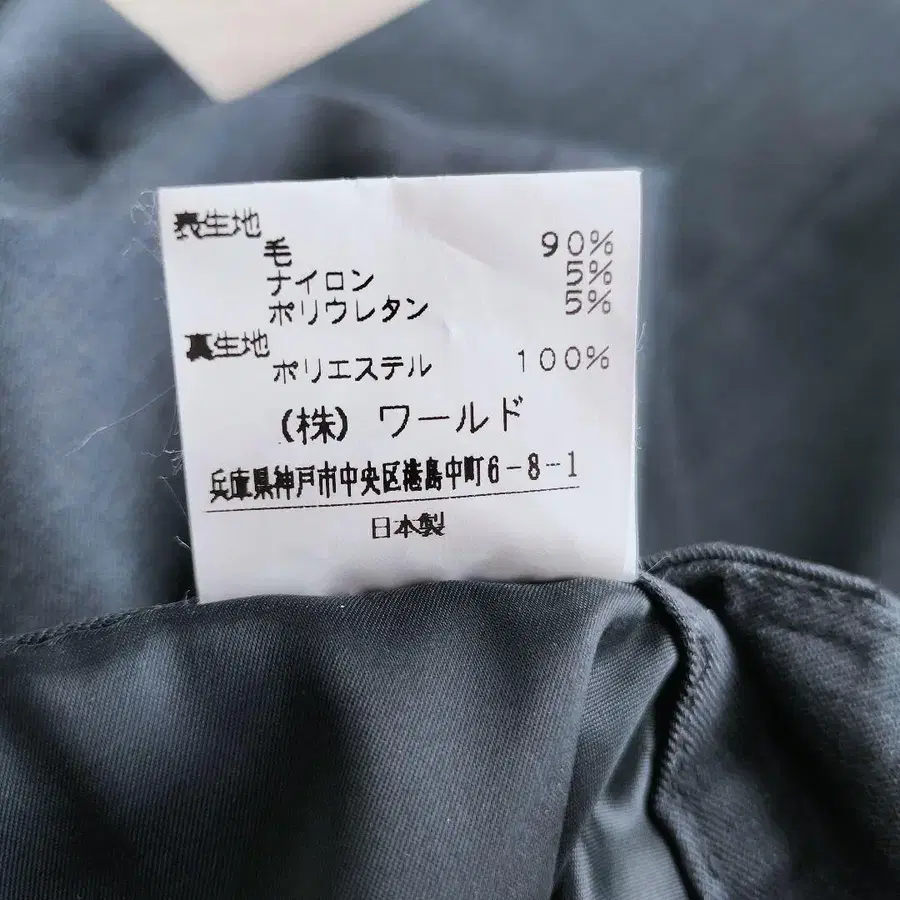 表生地
毛 90%
ナイロン 5%
ポリウレタン 5%
裏生地
ポリエステル 100%
(株) ワールド
兵庫県神戸市中央区港島中町6-8-1
日本製